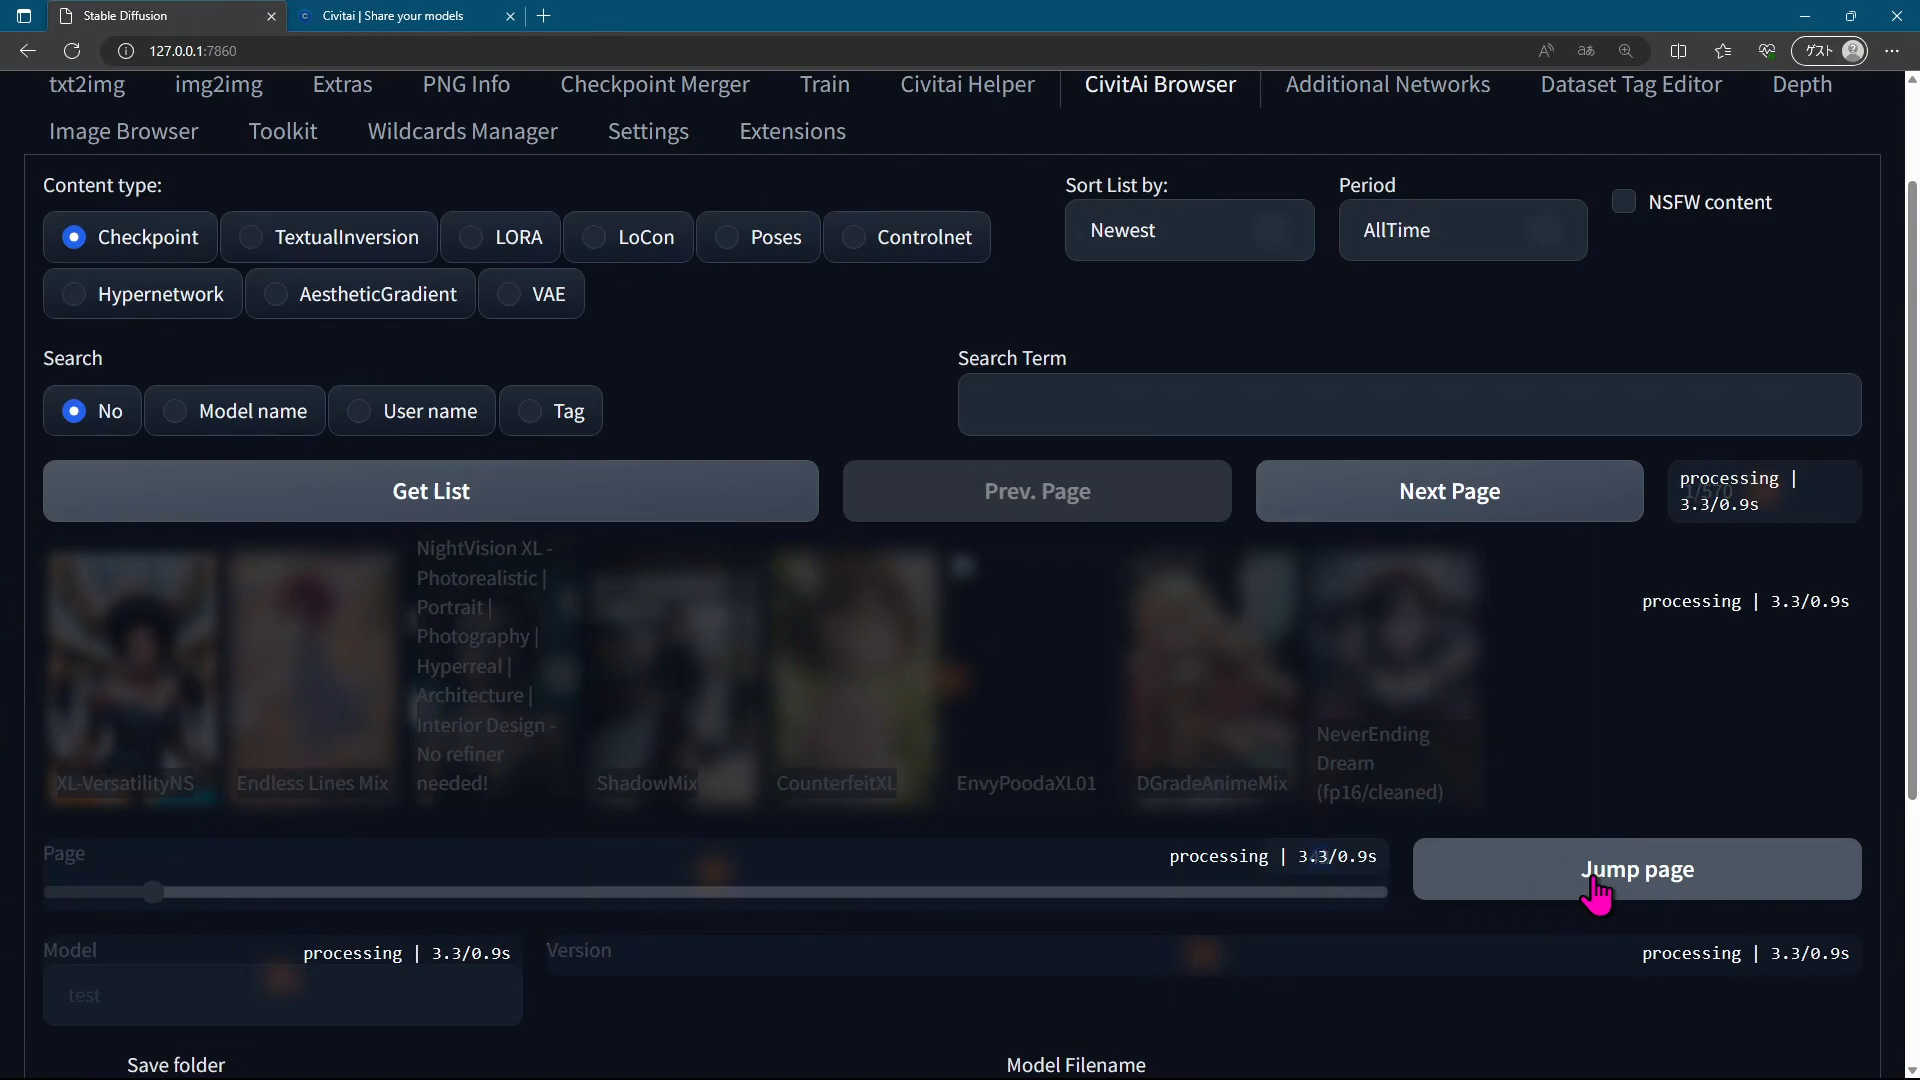 Stable Diffusion
Civitai | Share your models
127.0.0.1:7860
ゲスト
txt2img img2img Extras PNG Info Checkpoint Merger Train Civitai Helper CivitAi Browser Additional Networks Dataset Tag Editor Depth
Image Browser Toolkit Wildcards Manager Settings Extensions
Content type:
Checkpoint TextualInversion LORA LoCon Poses Controlnet
Hypernetwork AestheticGradient VAE
Sort List by:
Newest
Period
AllTime
NSFW content
Search
No Model name User name Tag
Search Term
Get List Prev. Page Next Page
1/570
processing |
3.3/0.9s
XL-VersatilityNS
Endless Lines Mix
NightVision XL -
Photorealistic |
Portrait |
Photography |
Hyperreal |
Architecture |
Interior Design -
No refiner
needed!
ShadowMix
CounterfeitXL
EnvyPoodaXL01
DGradeAnimeMix
NeverEnding
Dream
(fp16/cleaned)
processing | 3.3/0.9s
Page
processing | 3.3/0.9s
Jump page
Model
processing | 3.3/0.9s
test
Version
processing | 3.3/0.9s
Save folder
Model Filename